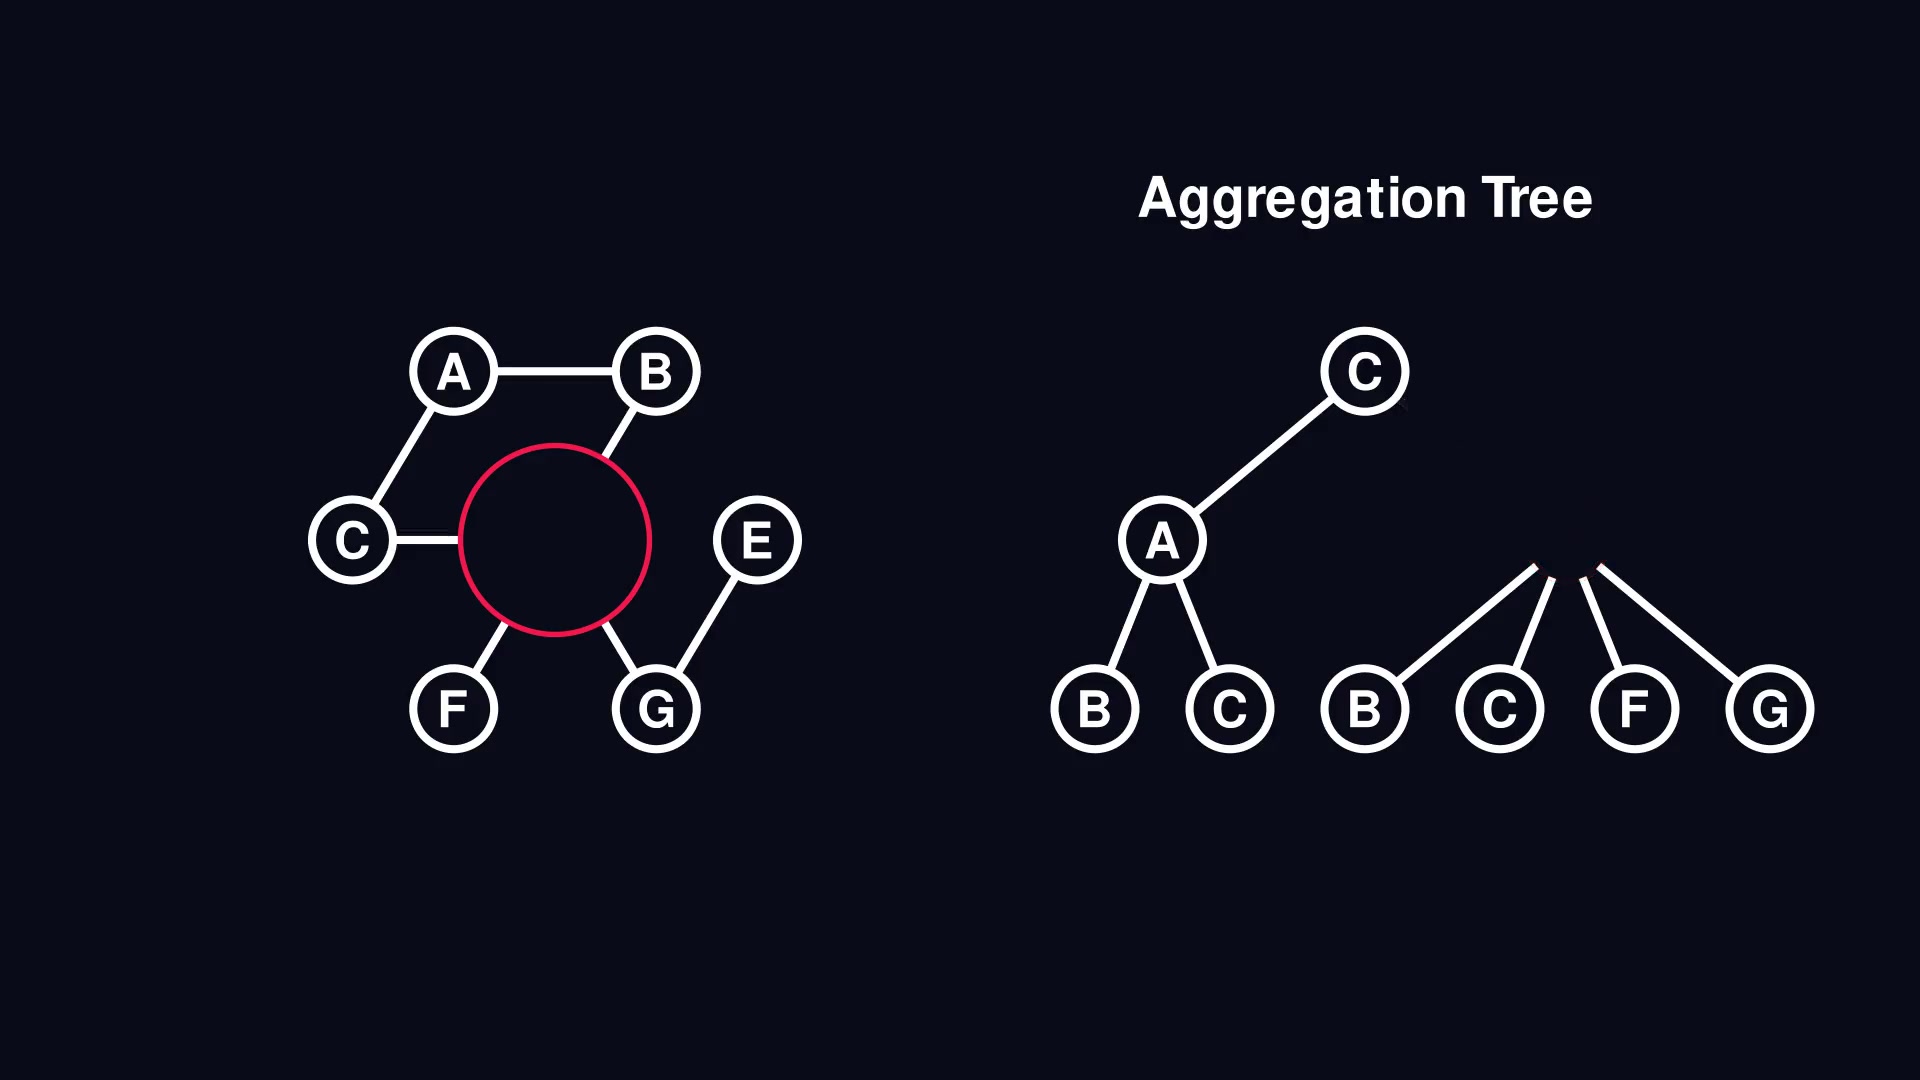 Aggregation Tree
A B
C E
F G
C
A
B C B C F G